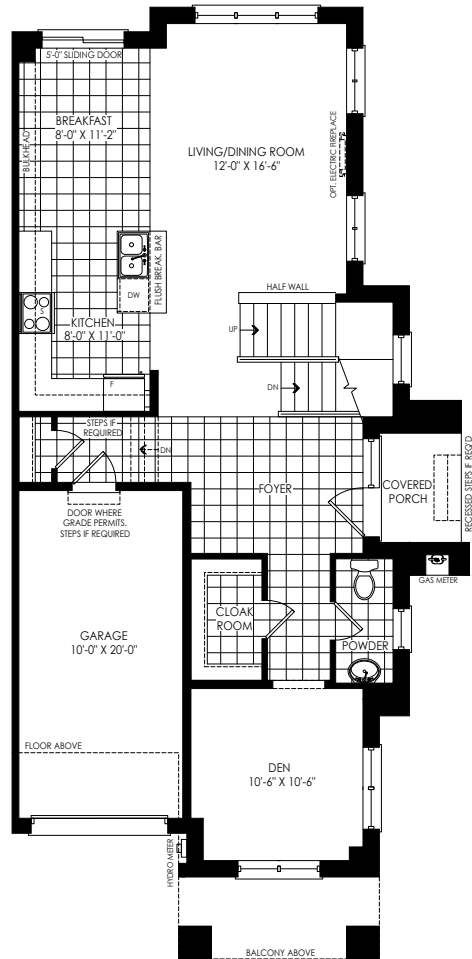 5'-0" SLIDING DOOR
BREAKFAST
8'-0" X 11'-2"
BULKHEAD
LIVING/DINING ROOM
12'-0" X 16'-6"
OPT. ELECTRIC FIREPLACE
FLUSH BREAK. BAR
DW
S
KITCHEN
8'-0" X 11'-0"
F
HALF WALL
UP
DN
STEPS IF
REQUIRED
DN
FOYER
COVERED
PORCH
RECESSED STEPS IF REQ'D
DOOR WHERE
GRADE PERMITS.
STEPS IF REQUIRED
GAS METER
CLOAK
ROOM
POWDER
GARAGE
10'-0" X 20'-0"
FLOOR ABOVE
DEN
10'-6" X 10'-6"
HYDRO METER
BALCONY ABOVE